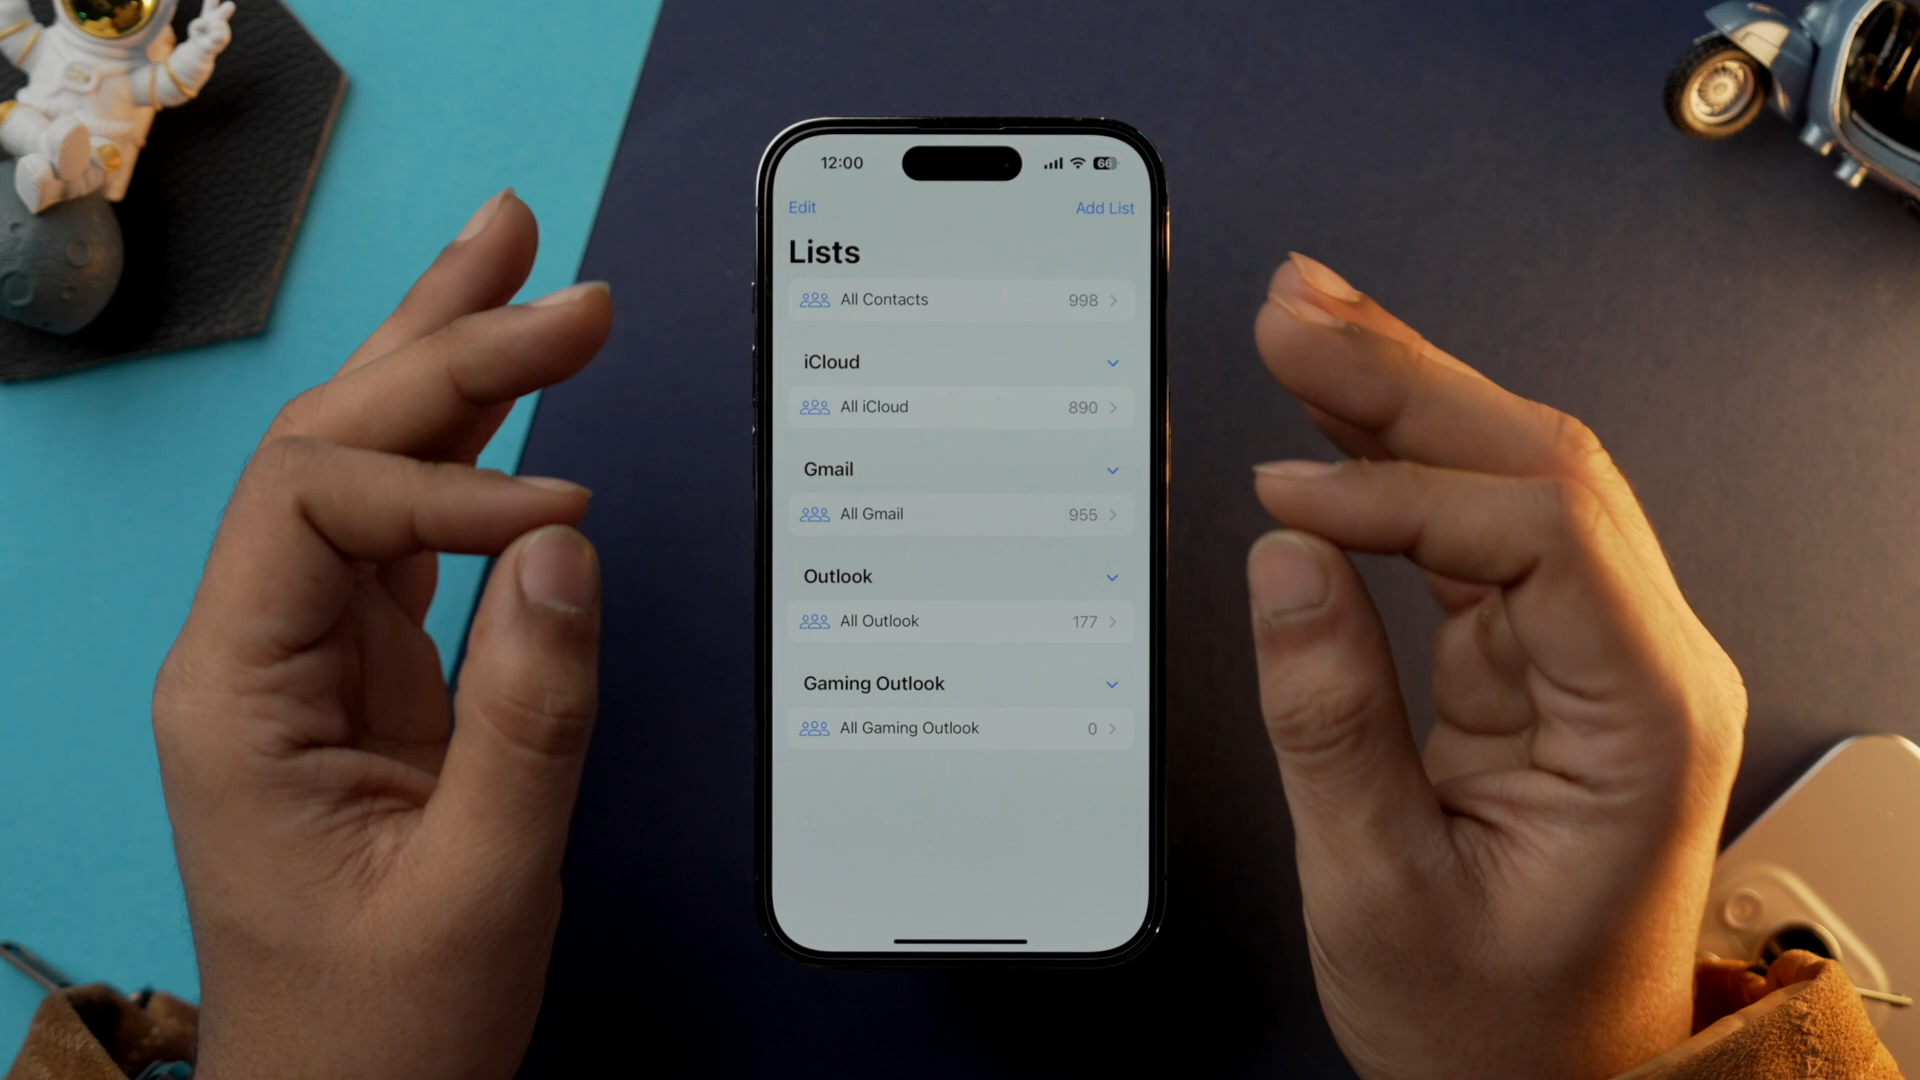 12:00
66
Edit
Add List
Lists
All Contacts 998
iCloud
All iCloud 890
Gmail
All Gmail 955
Outlook
All Outlook 177
Gaming Outlook
All Gaming Outlook 0